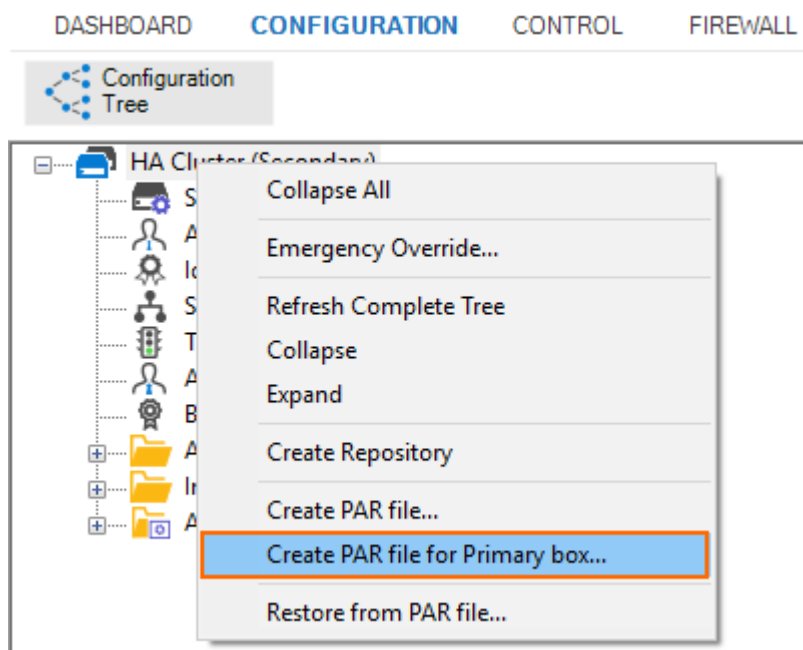 DASHBOARD CONFIGURATION CONTROL FIREWALL
Configuration
Tree
HA Cluster (Secondary)
Collapse All
Emergency Override...
Refresh Complete Tree
Collapse
Expand
Create Repository
Create PAR file...
Create PAR file for Primary box...
Restore from PAR file...